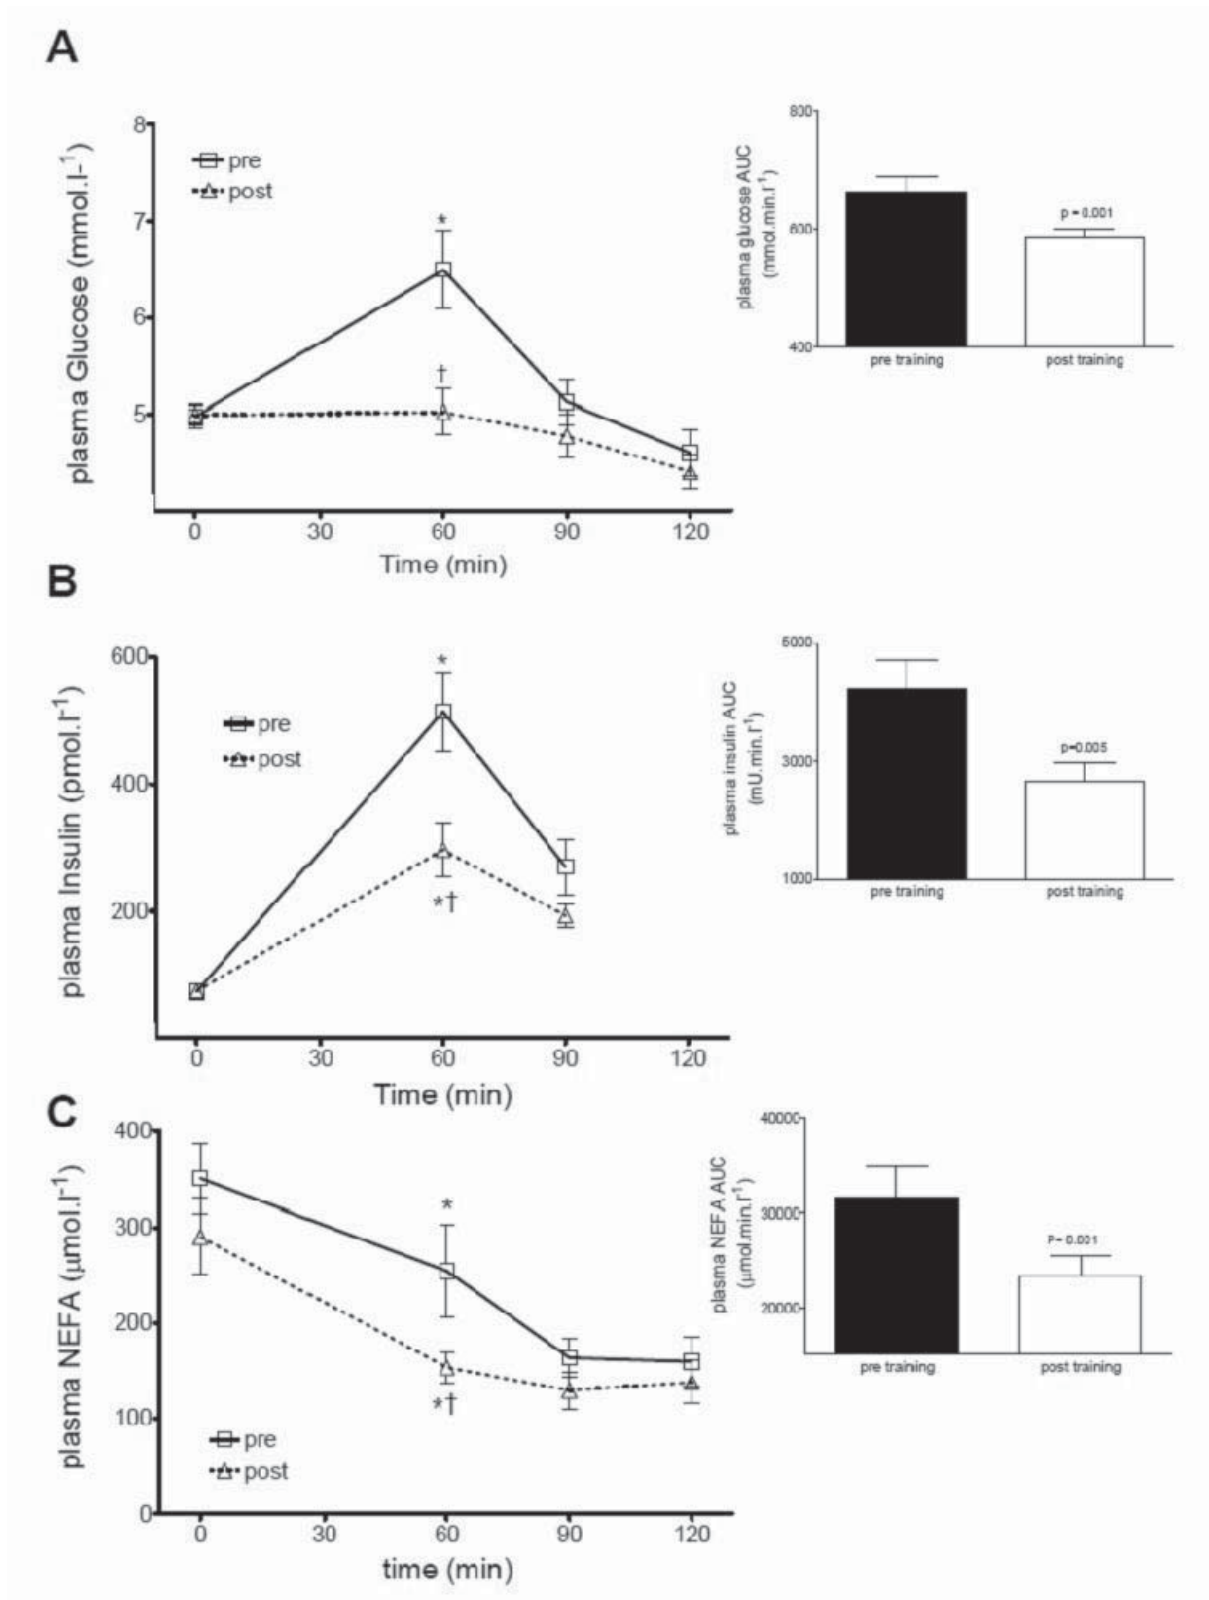 A
plasma Glucose (mmol.l-1)
8
7
6
5
pre
post
*
†
0 30 60 90 120
Time (min)
plasma glucose AUC
(mmol.min.l-1)
800
600
400
p=0.001
pre training post training
B
plasma Insulin (pmol.l-1)
600
400
200
pre
post
*
*†
0 30 60 90 120
Time (min)
plasma insulin AUC
(mU.min.l-1)
5000
3000
1000
p=0.005
pre training post training
C
plasma NEFA (µmol.l-1)
400
300
200
100
0
*
*†
pre
post
0 30 60 90 120
time (min)
plasma NEFA AUC
(µmol.min.l-1)
40000
30000
20000
P=0.001
pre training post training